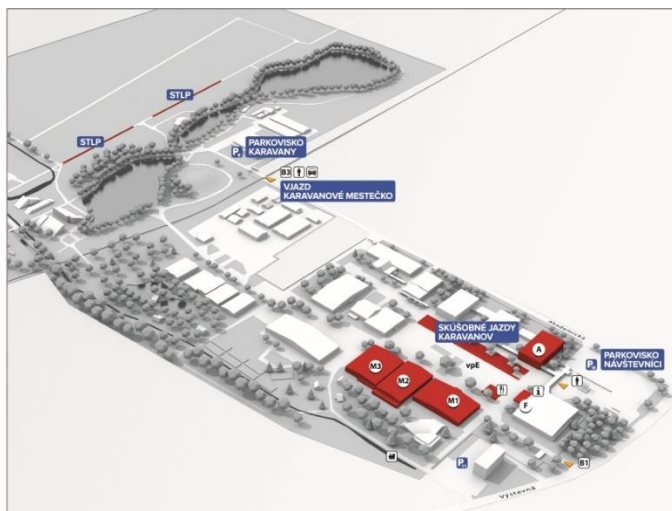 STLP
STLP
P
PARKOVISKO
KARAVANY
B3
VJAZD
KARAVANOVÉ MESTEČKO
Akademická
SKÚŠOBNÉ JAZDY
KARAVANOV
A
PARKOVISKO
NÁVŠTEVNÍCI
P
vpE
M3
M2
M1
i
F
P
B1
Výstavná